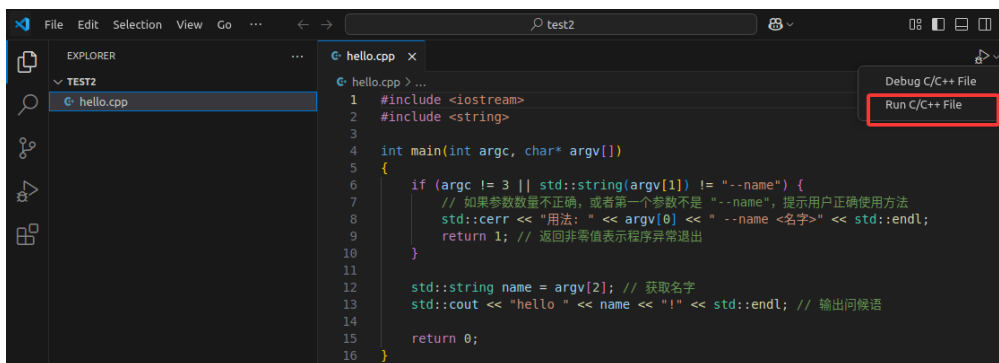 File Edit Selection View Go ... test2
EXPLORER ... hello.cpp
TEST2 hello.cpp > ... Debug C/C++ File
hello.cpp Run C/C++ File
1 #include <iostream>
2 #include <string>
3
4 int main(int argc, char* argv[])
5 {
6 if (argc != 3 || std::string(argv[1]) != "--name") {
7 // 如果参数数量不正确，或者第一个参数不是 "--name"，提示用户正确使用方法
8 std::cerr << "用法: " << argv[0] << " --name <名字>" << std::endl;
9 return 1; // 返回非零值表示程序异常退出
10 }
11
12 std::string name = argv[2]; // 获取名字
13 std::cout << "hello " << name << "!" << std::endl; // 输出问候语
14
15 return 0;
16 }